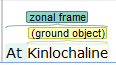 zonal frame
(ground object)
At Kinlochaline